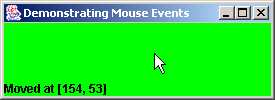 Demonstrating Mouse Events
Moved at [154, 53]